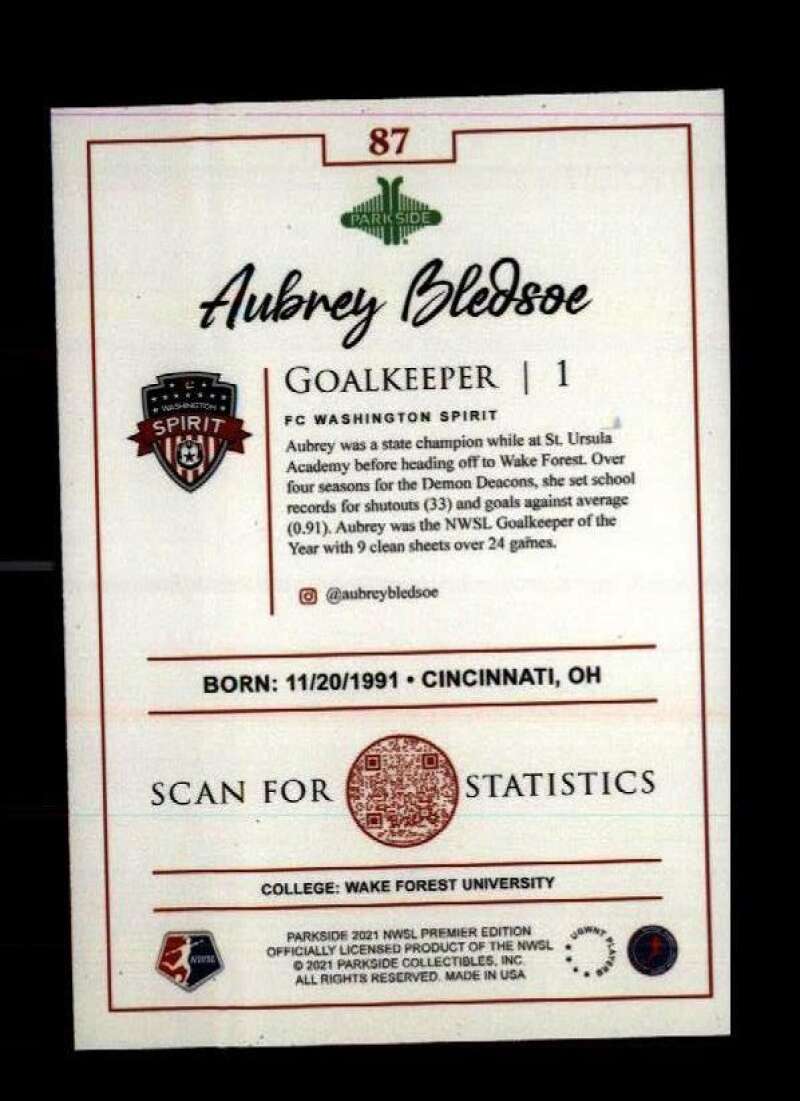 87
PARKSIDE
Aubrey Bledsoe
GOALKEEPER | 1
WASHINGTON
SPIRIT
FC WASHINGTON SPIRIT
Aubrey was a state champion while at St. Ursula
Academy before heading off to Wake Forest. Over
four seasons for the Demon Deacons, she set school
records for shutouts (33) and goals against average
(0.91). Aubrey was the NWSL Goalkeeper of the
Year with 9 clean sheets over 24 games.
@aubreybledsoe
BORN: 11/20/1991 • CINCINNATI, OH
SCAN FOR STATISTICS
COLLEGE: WAKE FOREST UNIVERSITY
PARKSIDE 2021 NWSL PREMIER EDITION
OFFICIALLY LICENSED PRODUCT OF THE NWSL
© 2021 PARKSIDE COLLECTIBLES, INC.
ALL RIGHTS RESERVED. MADE IN USA
NWSL
PLAYERS